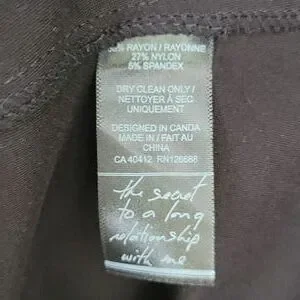 68% RAYON / RAYONNE
27% NYLON
5% SPANDEX
DRY CLEAN ONLY /
NETTOYER À SEC
UNIQUEMENT
DESIGNED IN CANDA
MADE IN / FAIT AU
CHINA
CA 40412 RN126666
the secret
to a long
relationship
with me